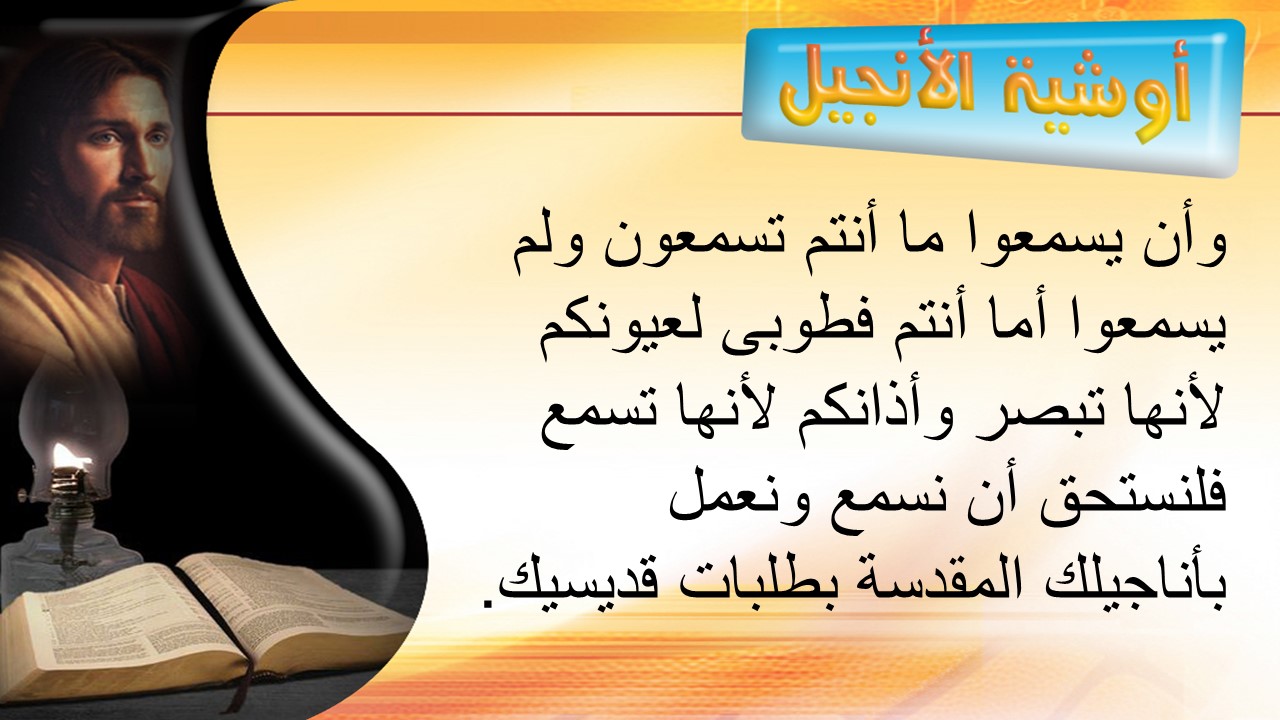 أوشية الأنجيل
وأن يسمعوا ما أنتم تسمعون ولم
يسمعوا أما أنتم فطوبى لعيونكم
لأنها تبصر وأذانكم لأنها تسمع
فلنستحق أن نسمع ونعمل
بأناجيلك المقدسة بطلبات قديسيك.